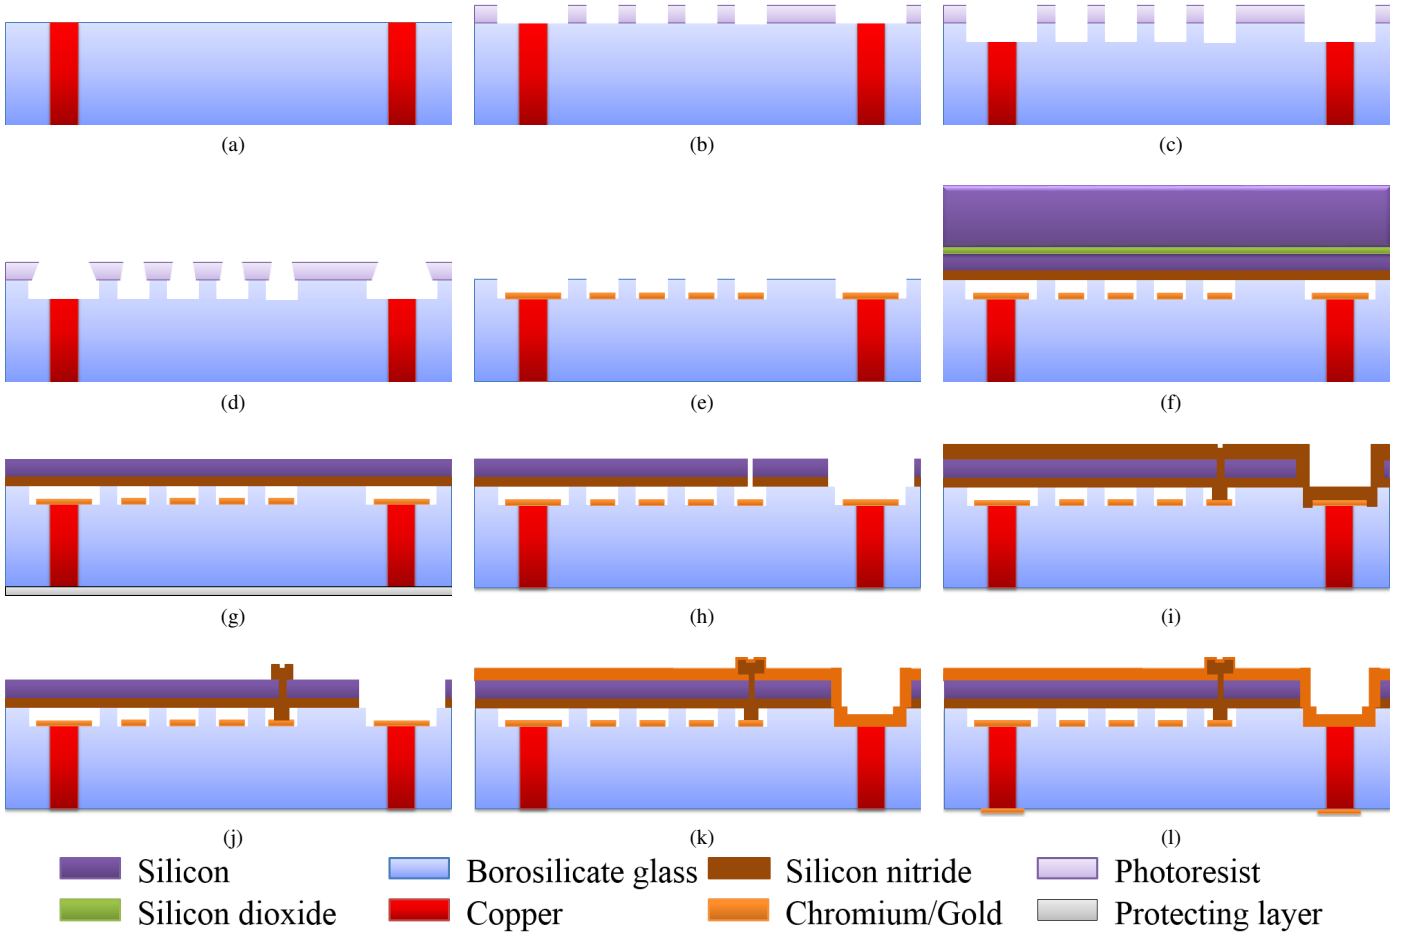 (a) (b) (c)
(d) (e) (f)
(g) (h) (i)
(j) (k) (l)
Silicon Borosilicate glass Silicon nitride Photoresist
Silicon dioxide Copper Chromium/Gold Protecting layer